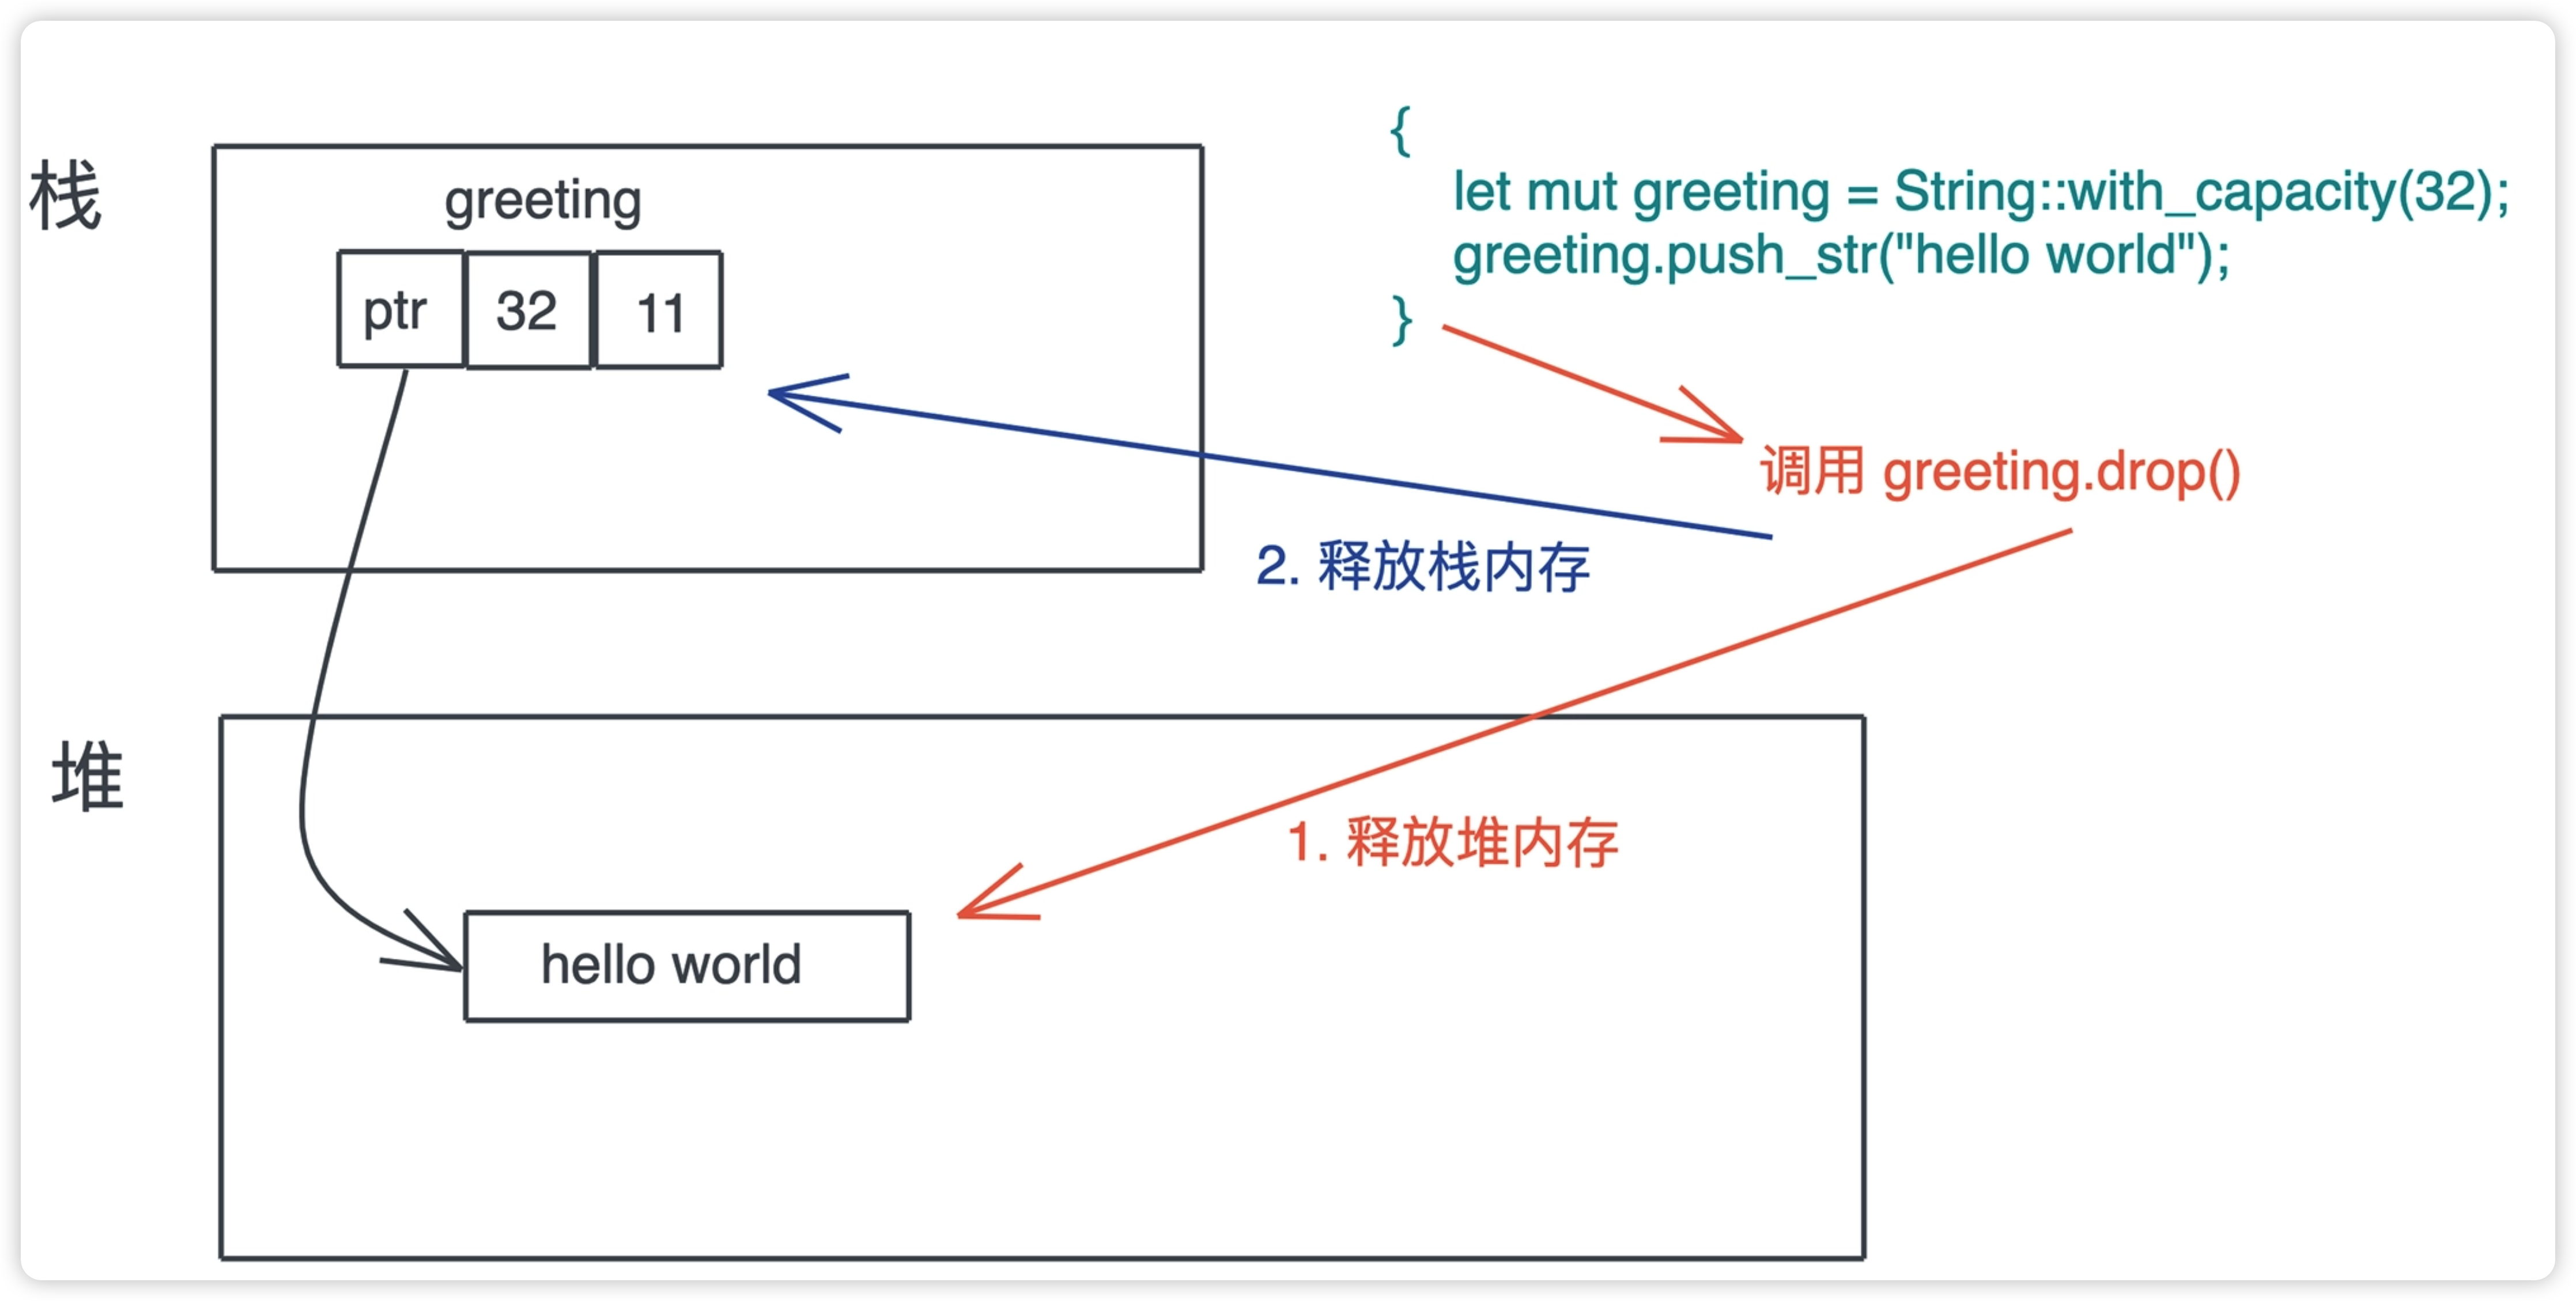 栈
greeting
ptr 32 11
{
let mut greeting = String::with_capacity(32);
greeting.push_str("hello world");
}
调用 greeting.drop()
2. 释放栈内存
堆
1. 释放堆内存
hello world